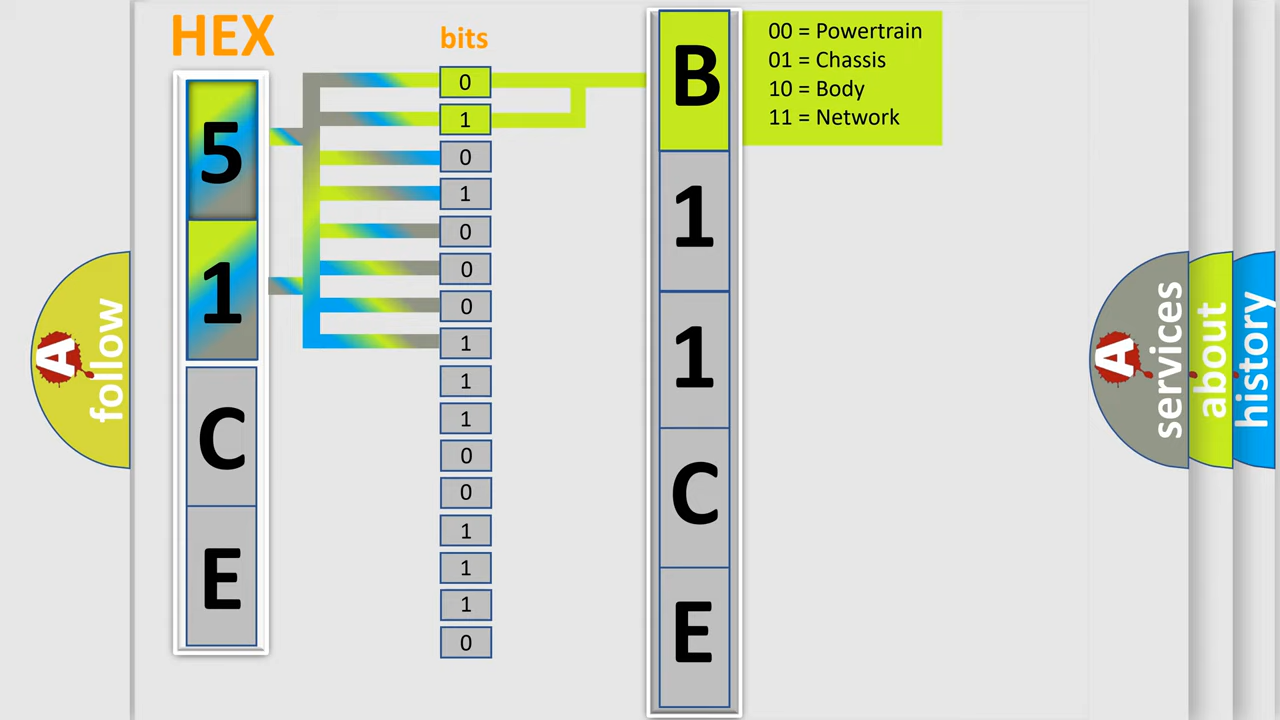 HEX
bits
5
1
C
E
0
1
0
1
0
0
0
1
1
1
0
0
1
1
1
0
B
1
1
C
E
00 = Powertrain
01 = Chassis
10 = Body
11 = Network
A
follow
A
services
about
history